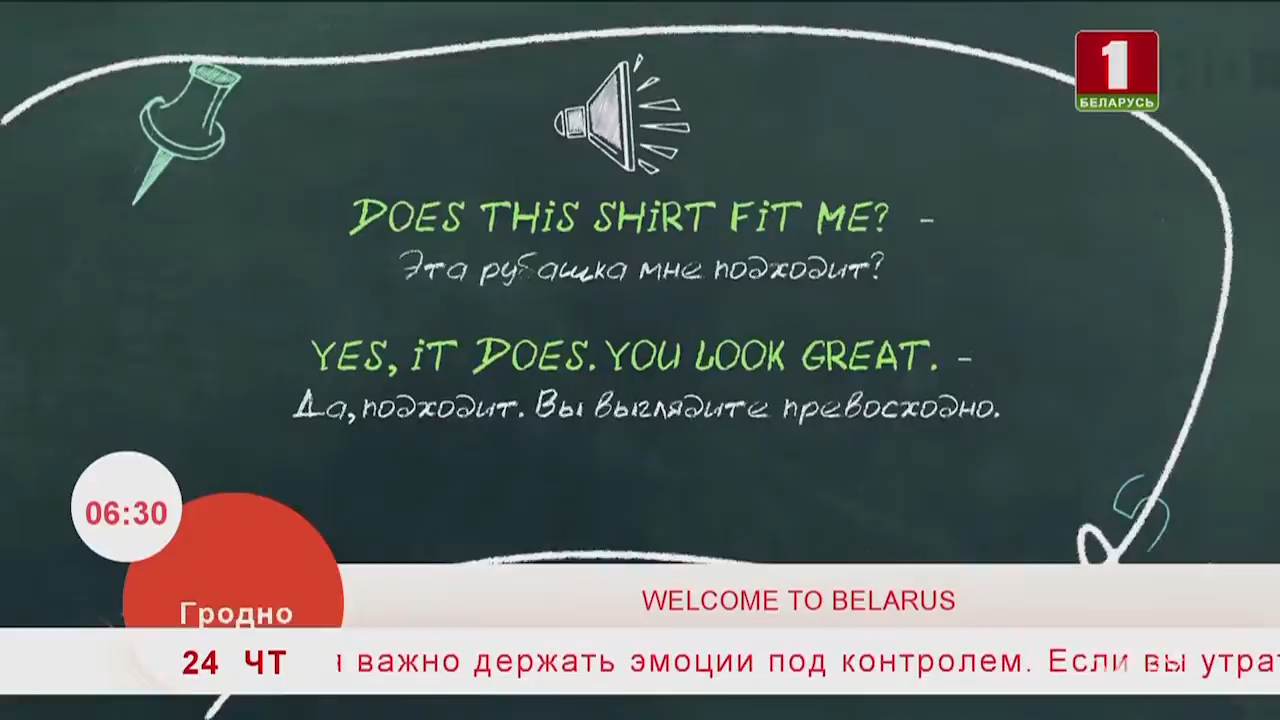 1
БЕЛАРУСЬ
DOES THIS SHIRT FIT ME? –
Эта рубашка мне подходит?
YES, IT DOES. YOU LOOK GREAT. –
Да, подходит. Вы выглядите превосходно.
06:30
WELCOME TO BELARUS
Гродно
24 ЧТ
важно держать эмоции под контролем. Если вы утрат